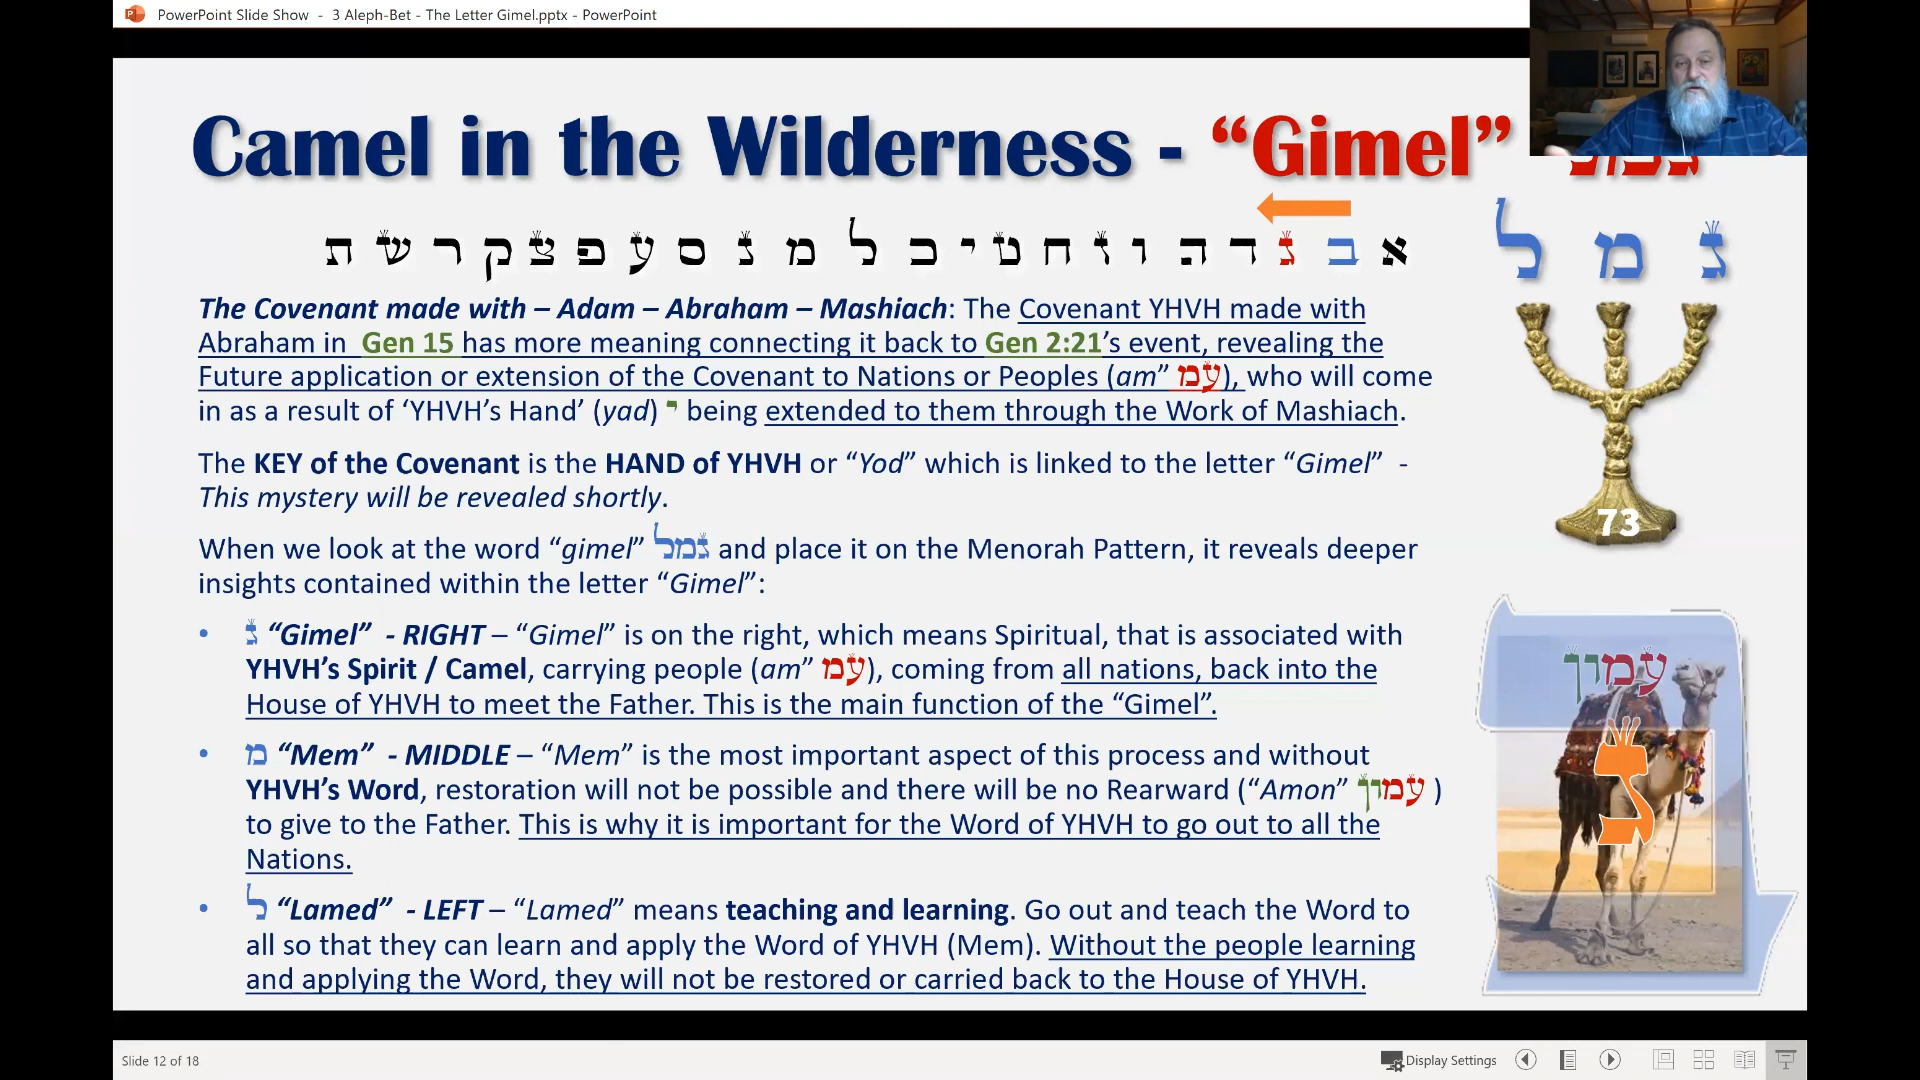 PowerPoint Slide Show - 3 Aleph-Bet - The Letter Gimel.pptx - PowerPoint
Camel in the Wilderness - “Gimel”
א ב ג ד ה ו ז ח ט י כ ל מ נ ס ע פ צ ק ר ש ת
ג מ ל
The Covenant made with – Adam – Abraham – Mashiach: The Covenant YHVH made with
Abraham in Gen 15 has more meaning connecting it back to Gen 2:21’s event, revealing the
Future application or extension of the Covenant to Nations or Peoples (am” עמ), who will come
in as a result of ‘YHVH’s Hand’ (yad) י being extended to them through the Work of Mashiach.
The KEY of the Covenant is the HAND of YHVH or “Yod” which is linked to the letter “Gimel” -
This mystery will be revealed shortly.
When we look at the word “gimel” גמל and place it on the Menorah Pattern, it reveals deeper
insights contained within the letter “Gimel”:
• ג “Gimel” - RIGHT – “Gimel” is on the right, which means Spiritual, that is associated with
YHVH’s Spirit / Camel, carrying people (am” עמ), coming from all nations, back into the
House of YHVH to meet the Father. This is the main function of the “Gimel”.
• מ “Mem” - MIDDLE – “Mem” is the most important aspect of this process and without
YHVH’s Word, restoration will not be possible and there will be no Rearward (“Amon” עמון )
to give to the Father. This is why it is important for the Word of YHVH to go out to all the
Nations.
• ל “Lamed” - LEFT – “Lamed” means teaching and learning. Go out and teach the Word to
all so that they can learn and apply the Word of YHVH (Mem). Without the people learning
and applying the Word, they will not be restored or carried back to the House of YHVH.
73
עמון
ג
Slide 12 of 18
Display Settings